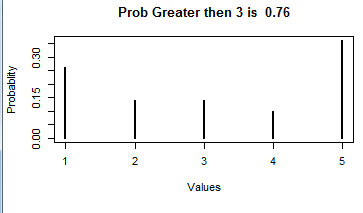 Prob Greater then 3 is 0.76
Probablity
0.30
0.15
0.00
1 2 3 4 5
Values